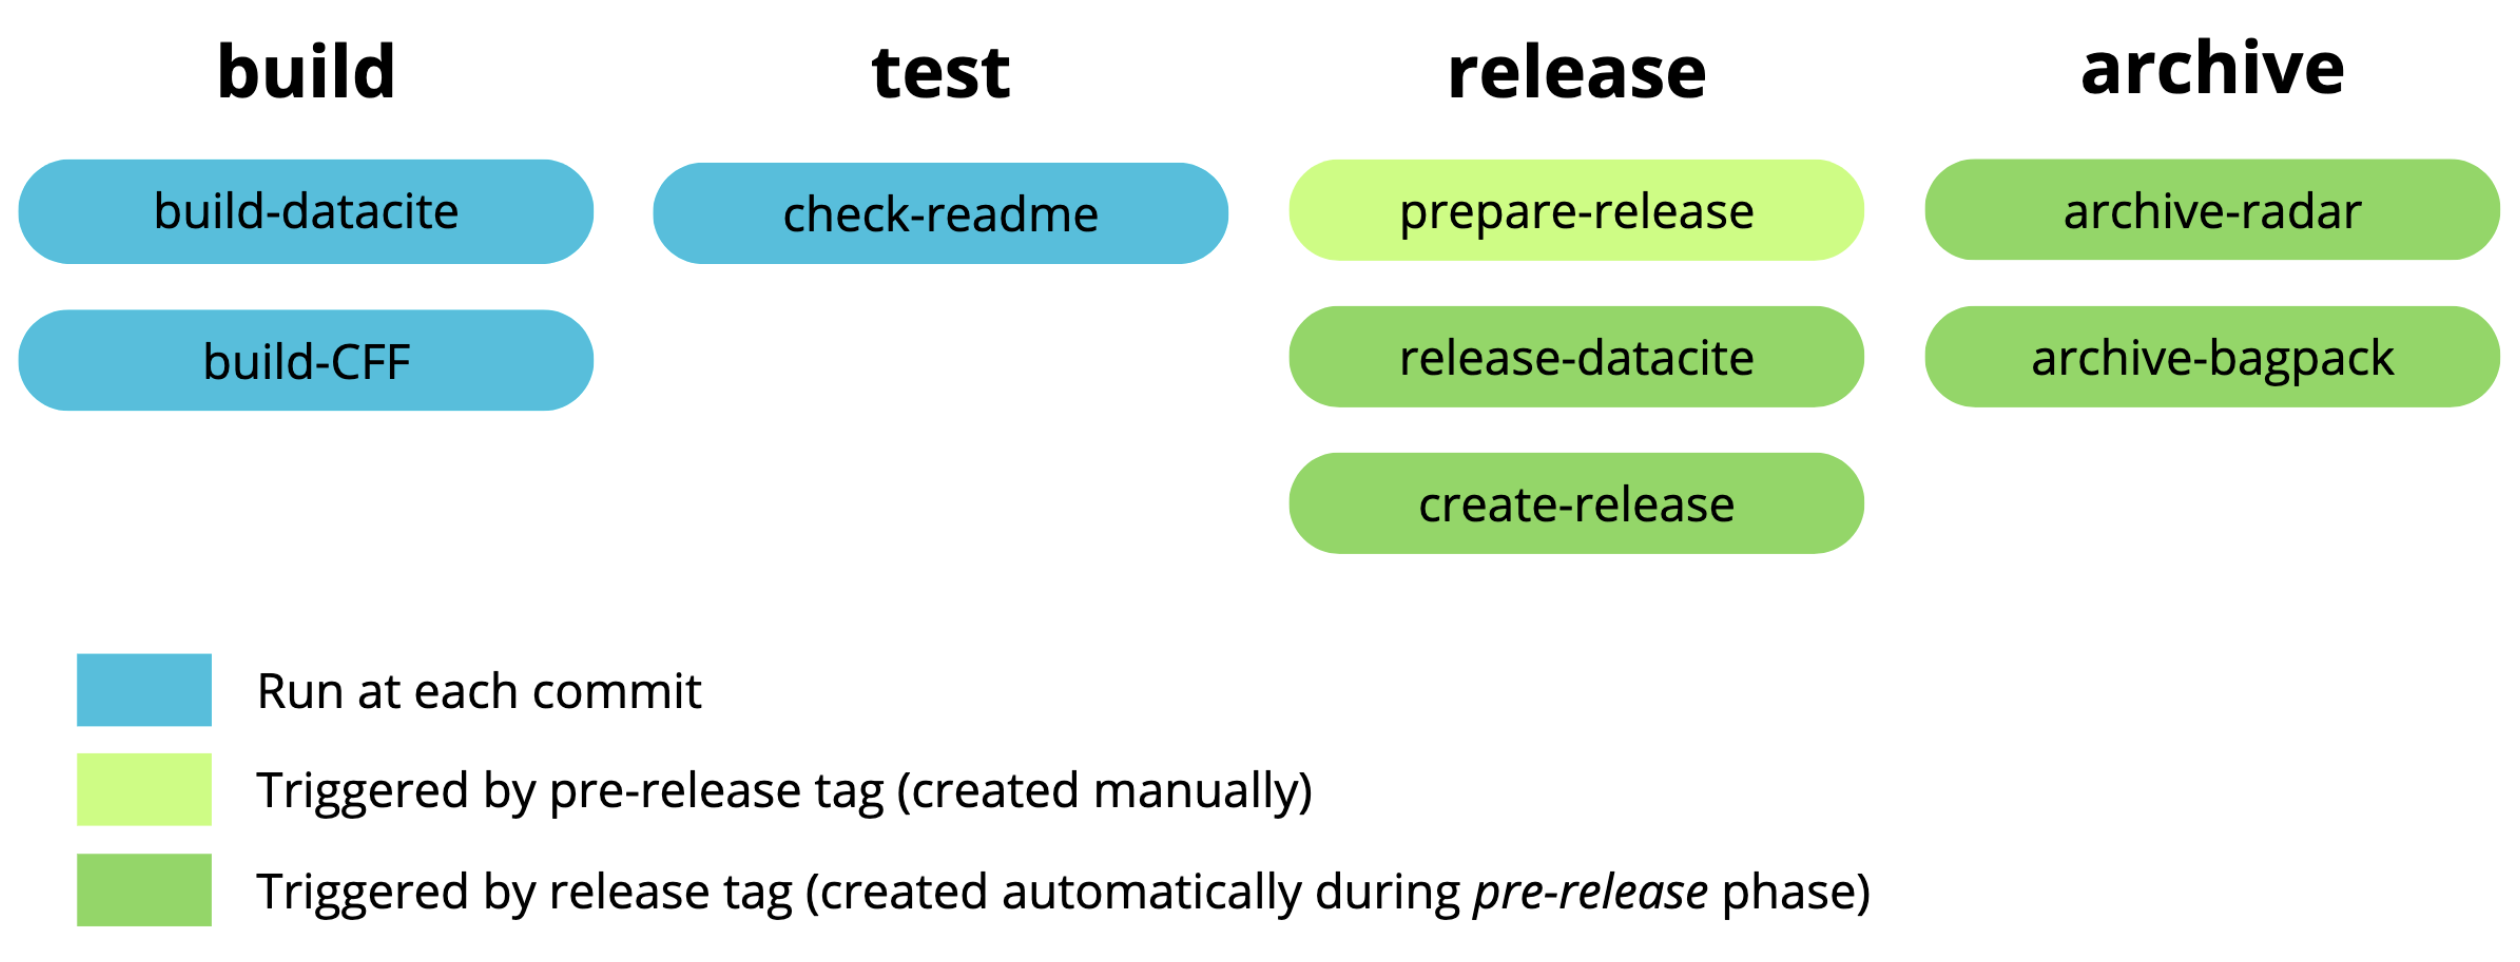 build
test
release
archive
build-datacite
check-readme
prepare-release
archive-radar
build-CFF
release-datacite
archive-bagpack
create-release
Run at each commit
Triggered by pre-release tag (created manually)
Triggered by release tag (created automatically during pre-release phase)